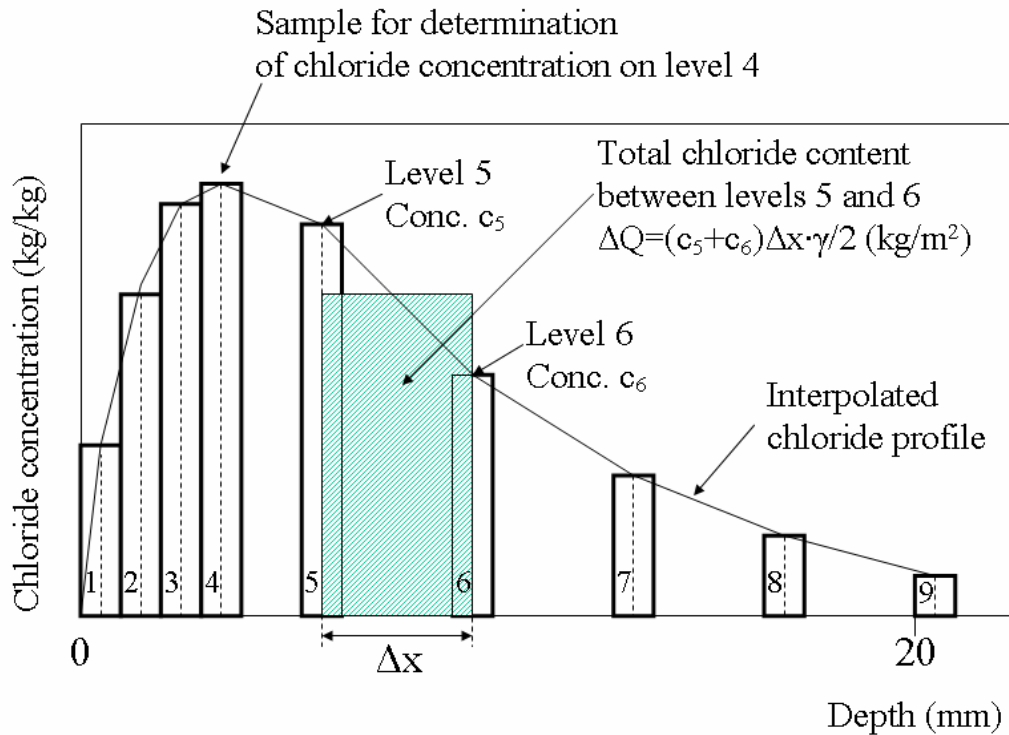 Sample for determination
of chloride concentration on level 4
Chloride concentration (kg/kg)
Level 5
Conc. c₅
Total chloride content
between levels 5 and 6
ΔQ=(c₅+c₆)Δx·γ/2 (kg/m²)
Level 6
Conc. c₆
Interpolated
chloride profile
1 2 3 4 5 6 7 8 9
0 20
Δx
Depth (mm)